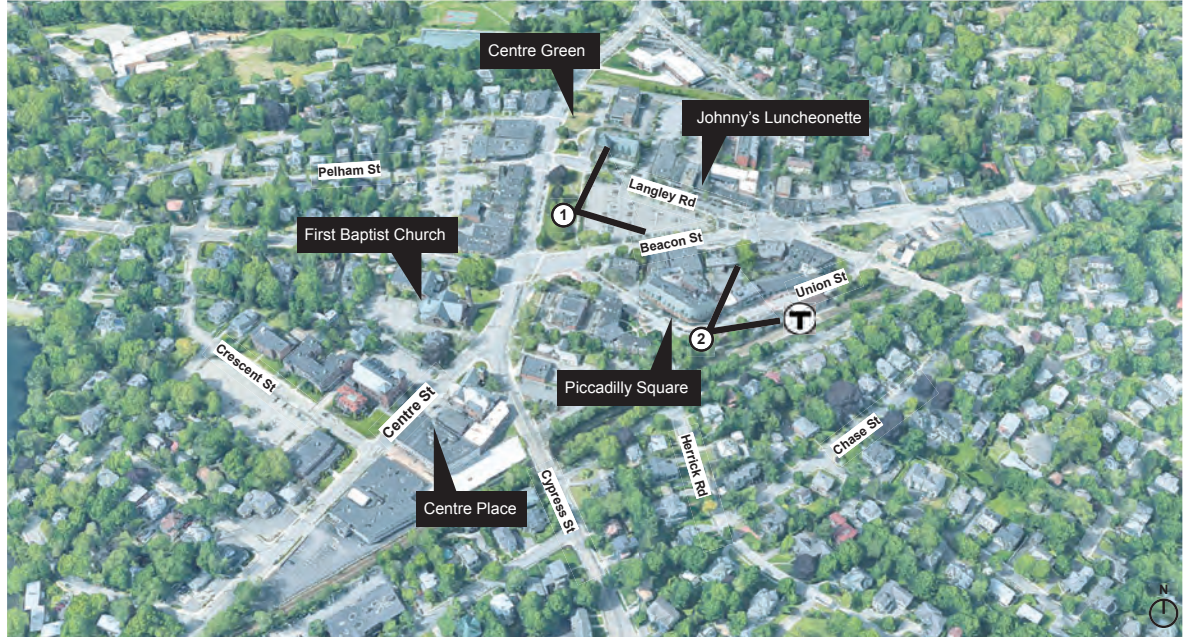 Centre Green
Johnny's Luncheonette
Pelham St
Langley Rd
1
First Baptist Church
Beacon St
Union St
T
2
Crescent St
Piccadilly Square
Centre St
Chase St
Herrick Rd
Cypress St
Centre Place
N